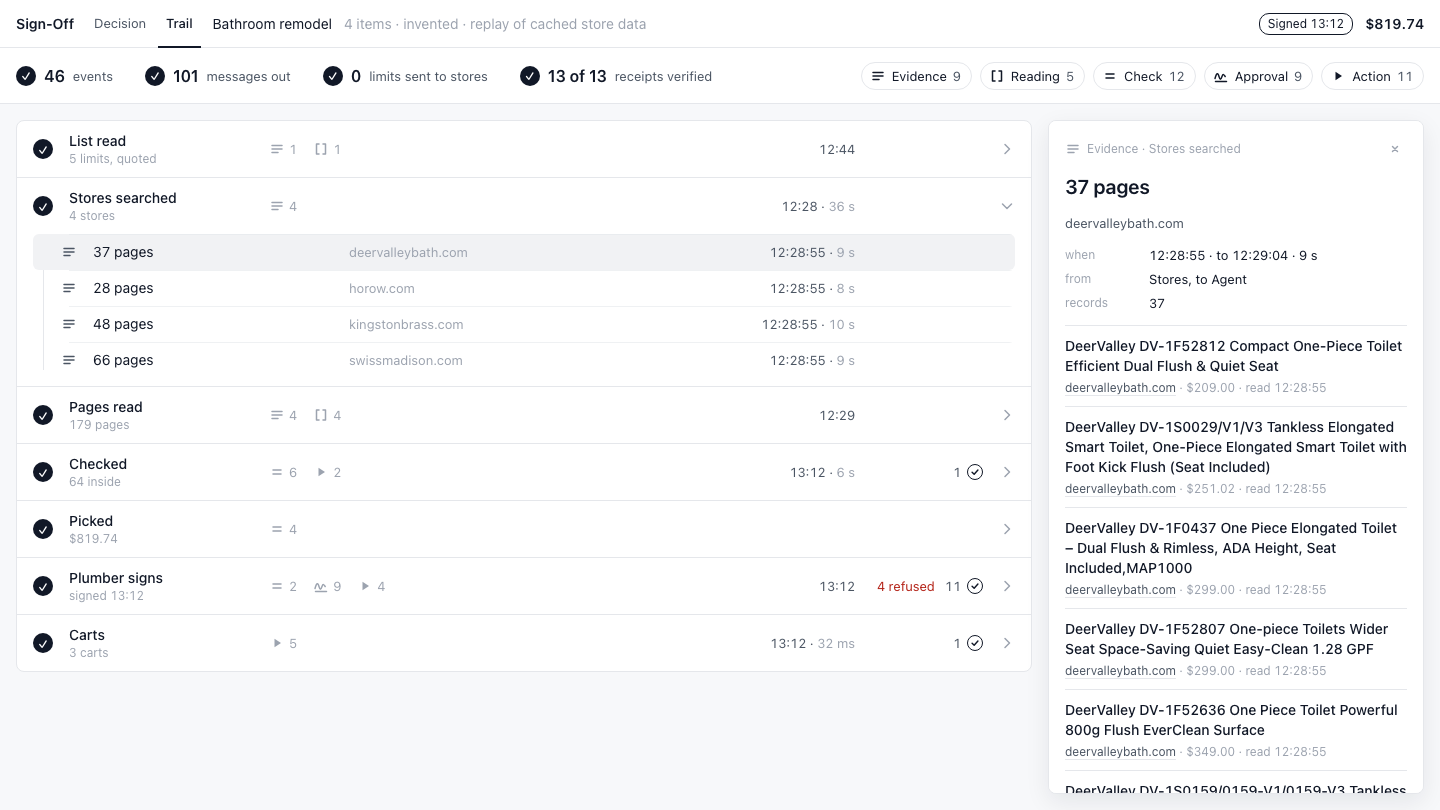 Sign-Off Decision Trail Bathroom remodel 4 items · invented · replay of cached store data Signed 13:12 $819.74
46 events 101 messages out 0 limits sent to stores 13 of 13 receipts verified Evidence 9 Reading 5 Check 12 Approval 9 Action 11
List read
5 limits, quoted
1 1 12:44
Stores searched
4 stores
4 12:28 · 36 s
37 pages deervalleybath.com 12:28:55 · 9 s
28 pages horow.com 12:28:55 · 8 s
48 pages kingstonbrass.com 12:28:55 · 10 s
66 pages swissmadison.com 12:28:55 · 9 s
Pages read
179 pages
4 4 12:29
Checked
64 inside
6 2 13:12 · 6 s 1
Picked
$819.74
4
Plumber signs
signed 13:12
2 9 4 13:12 4 refused 11
Carts
3 carts
5 13:12 · 32 ms 1
Evidence · Stores searched
37 pages
deervalleybath.com
when 12:28:55 · to 12:29:04 · 9 s
from Stores, to Agent
records 37
DeerValley DV-1F52812 Compact One-Piece Toilet
Efficient Dual Flush & Quiet Seat
deervalleybath.com · $209.00 · read 12:28:55
DeerValley DV-1S0029/V1/V3 Tankless Elongated
Smart Toilet, One-Piece Elongated Smart Toilet with
Foot Kick Flush (Seat Included)
deervalleybath.com · $251.02 · read 12:28:55
DeerValley DV-1F0437 One Piece Elongated Toilet
– Dual Flush & Rimless, ADA Height, Seat
Included,MAP1000
deervalleybath.com · $299.00 · read 12:28:55
DeerValley DV-1F52807 One-piece Toilets Wider
Seat Space-Saving Quiet Easy-Clean 1.28 GPF
deervalleybath.com · $299.00 · read 12:28:55
DeerValley DV-1F52636 One Piece Toilet Powerful
800g Flush EverClean Surface
deervalleybath.com · $349.00 · read 12:28:55
DeerValley DV-1S0159/0159-V1/0159-V3 Tankless